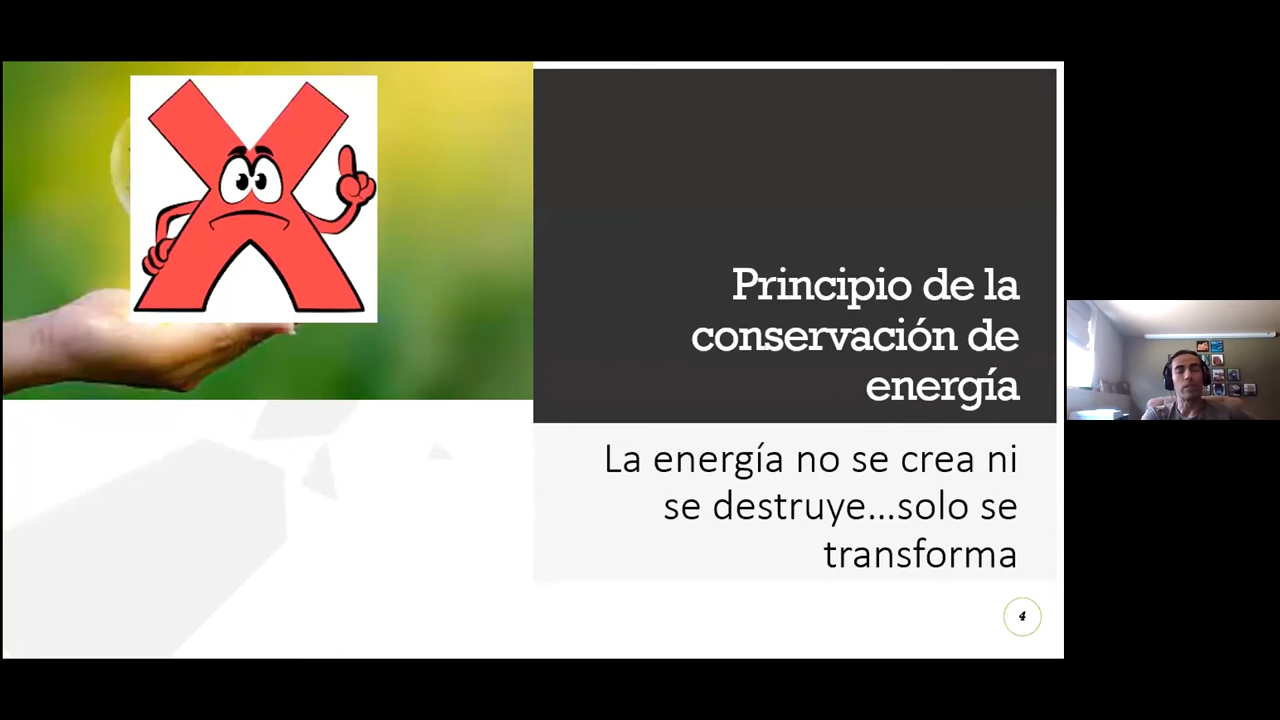 Principio de la
conservación de
energía
La energía no se crea ni
se destruye...solo se
transforma
4